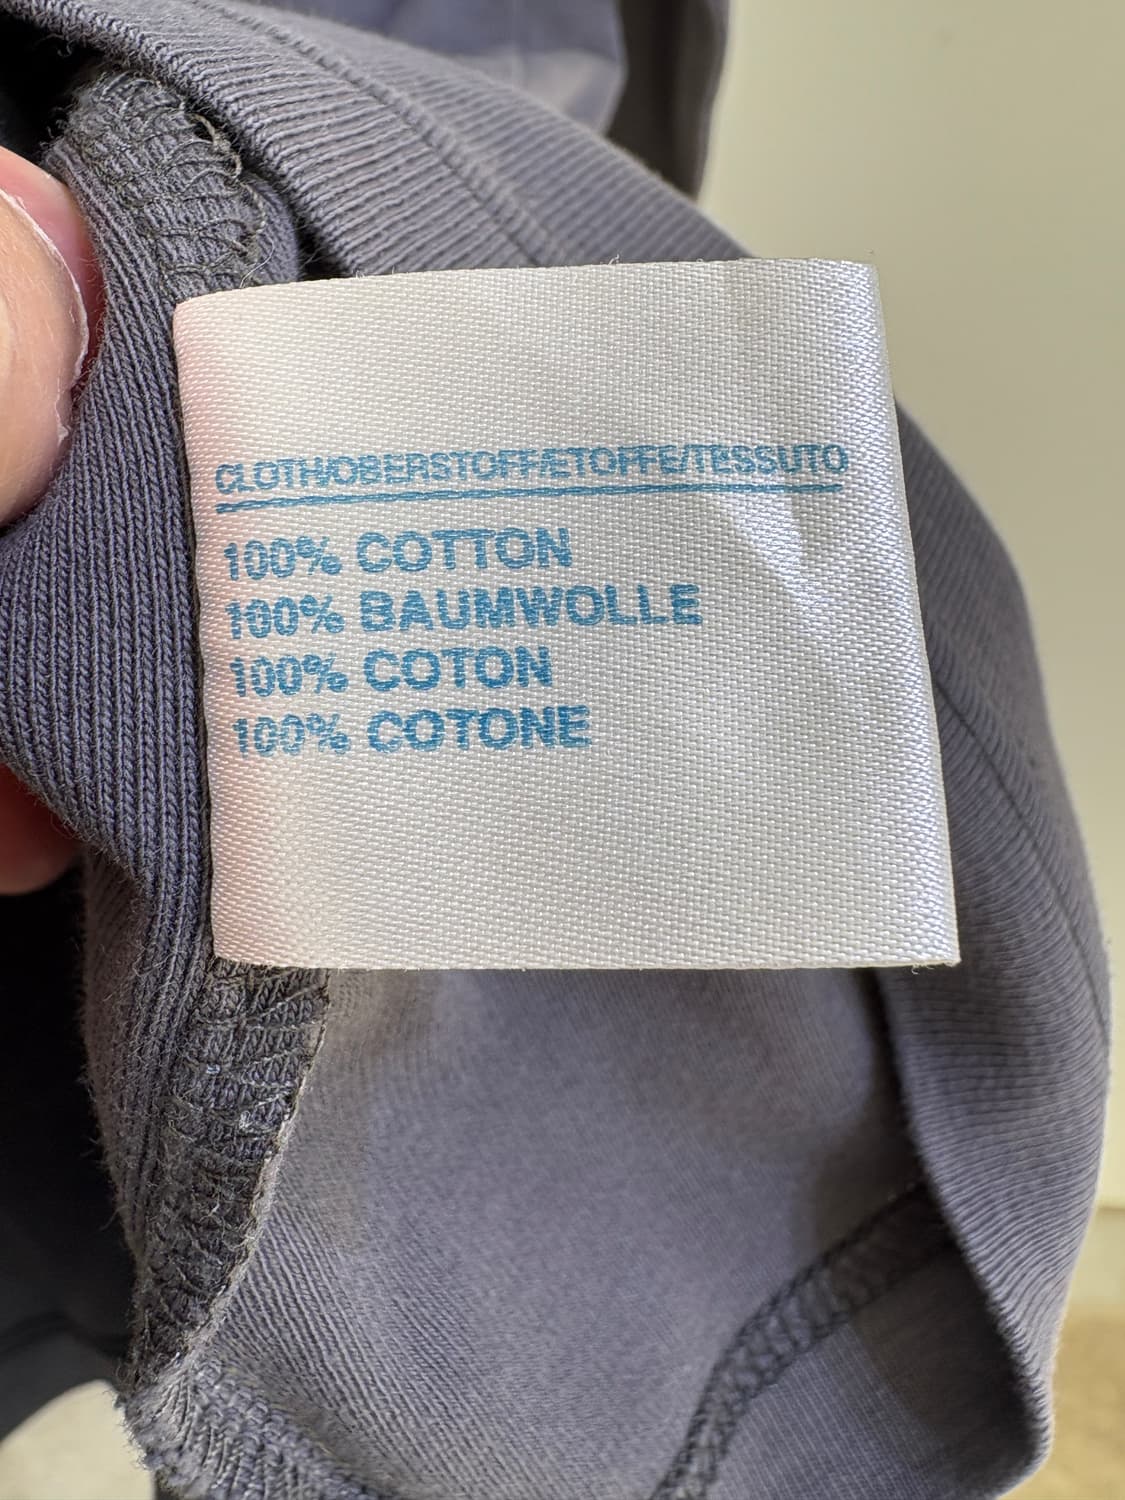 CLOTH/OBERSTOFF/ETOFFE/TESSUTO
100% COTTON
100% BAUMWOLLE
100% COTON
100% COTONE